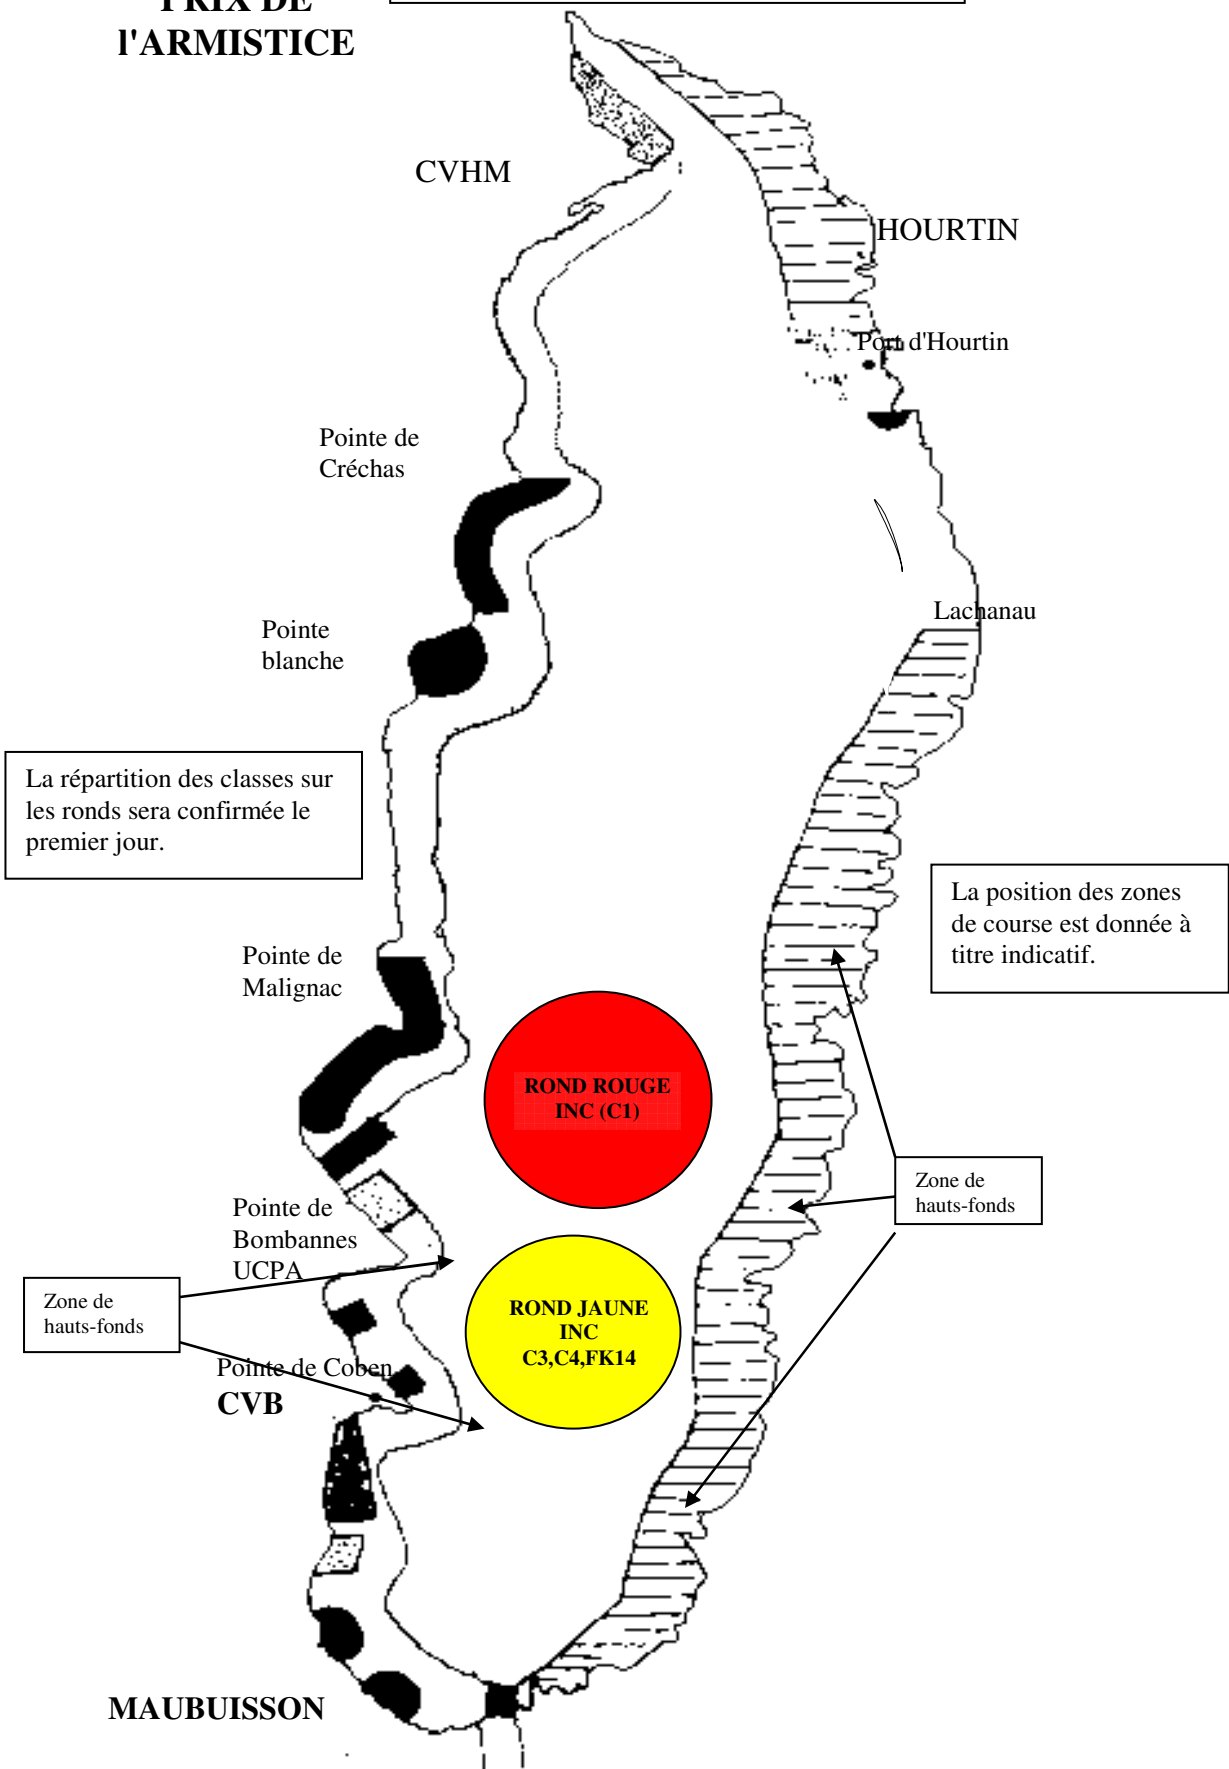 PRIX DE
l'ARMISTICE
CVHM
HOURTIN
Port d'Hourtin
Pointe de
Créchas
Lachanau
Pointe
blanche
La répartition des classes sur
les ronds sera confirmée le
premier jour.
La position des zones
de course est donnée à
titre indicatif.
Pointe de
Malignac
ROND ROUGE
INC (C1)
Zone de
hauts-fonds
Pointe de
Bombannes
UCPA
Zone de
hauts-fonds
ROND JAUNE
INC
C3,C4,FK14
Pointe de Coben
CVB
MAUBUISSON